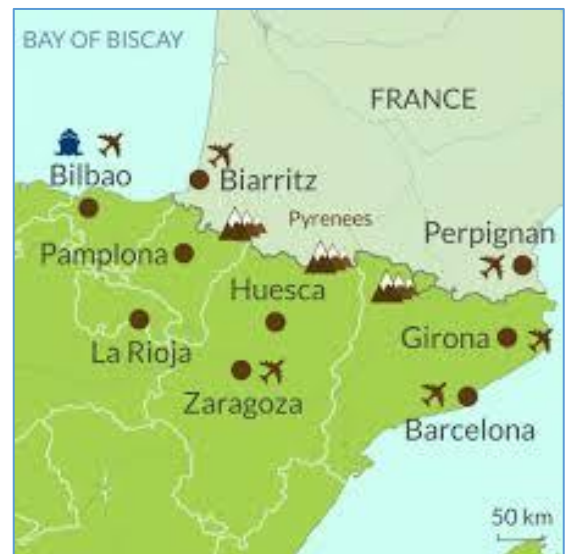 BAY OF BISCAY
FRANCE
Bilbao
Biarritz
Pyrenees
Perpignan
Pamplona
Huesca
La Rioja
Girona
Zaragoza
Barcelona
50 km